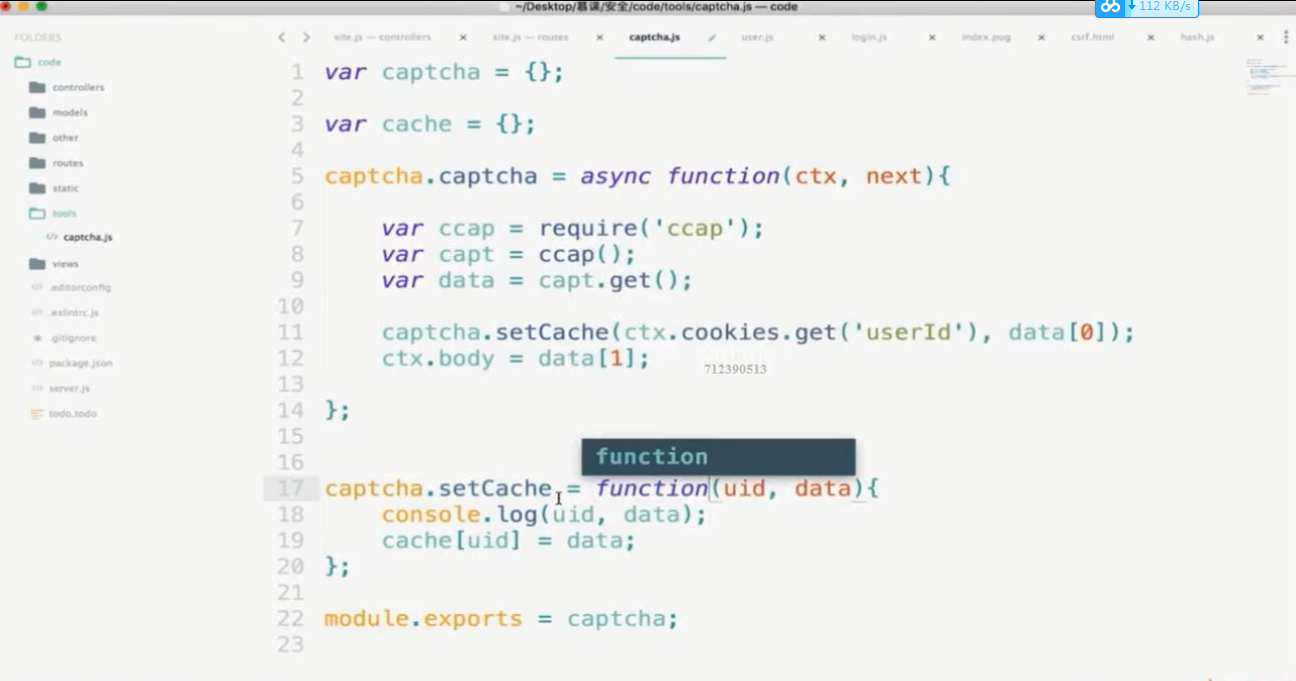 ~/Desktop/慕课/安全/code/tools/captcha.js — code
112 KB/s
FOLDERS
code
controllers
models
other
routes
static
tools
captcha.js
views
.editorconfig
.eslintrc.js
.gitignore
package.json
server.js
todo.todo
site.js — controllers
site.js — routes
captcha.js
user.js
login.js
index.pug
csrf.html
hash.js
1 var captcha = {};
2
3 var cache = {};
4
5 captcha.captcha = async function(ctx, next){
6
7 var ccap = require('ccap');
8 var capt = ccap();
9 var data = capt.get();
10
11 captcha.setCache(ctx.cookies.get('userId'), data[0]);
12 ctx.body = data[1];
712390513
13
14 };
15
16
function
17 captcha.setCache = function(uid, data){
18 console.log(uid, data);
19 cache[uid] = data;
20 };
21
22 module.exports = captcha;
23